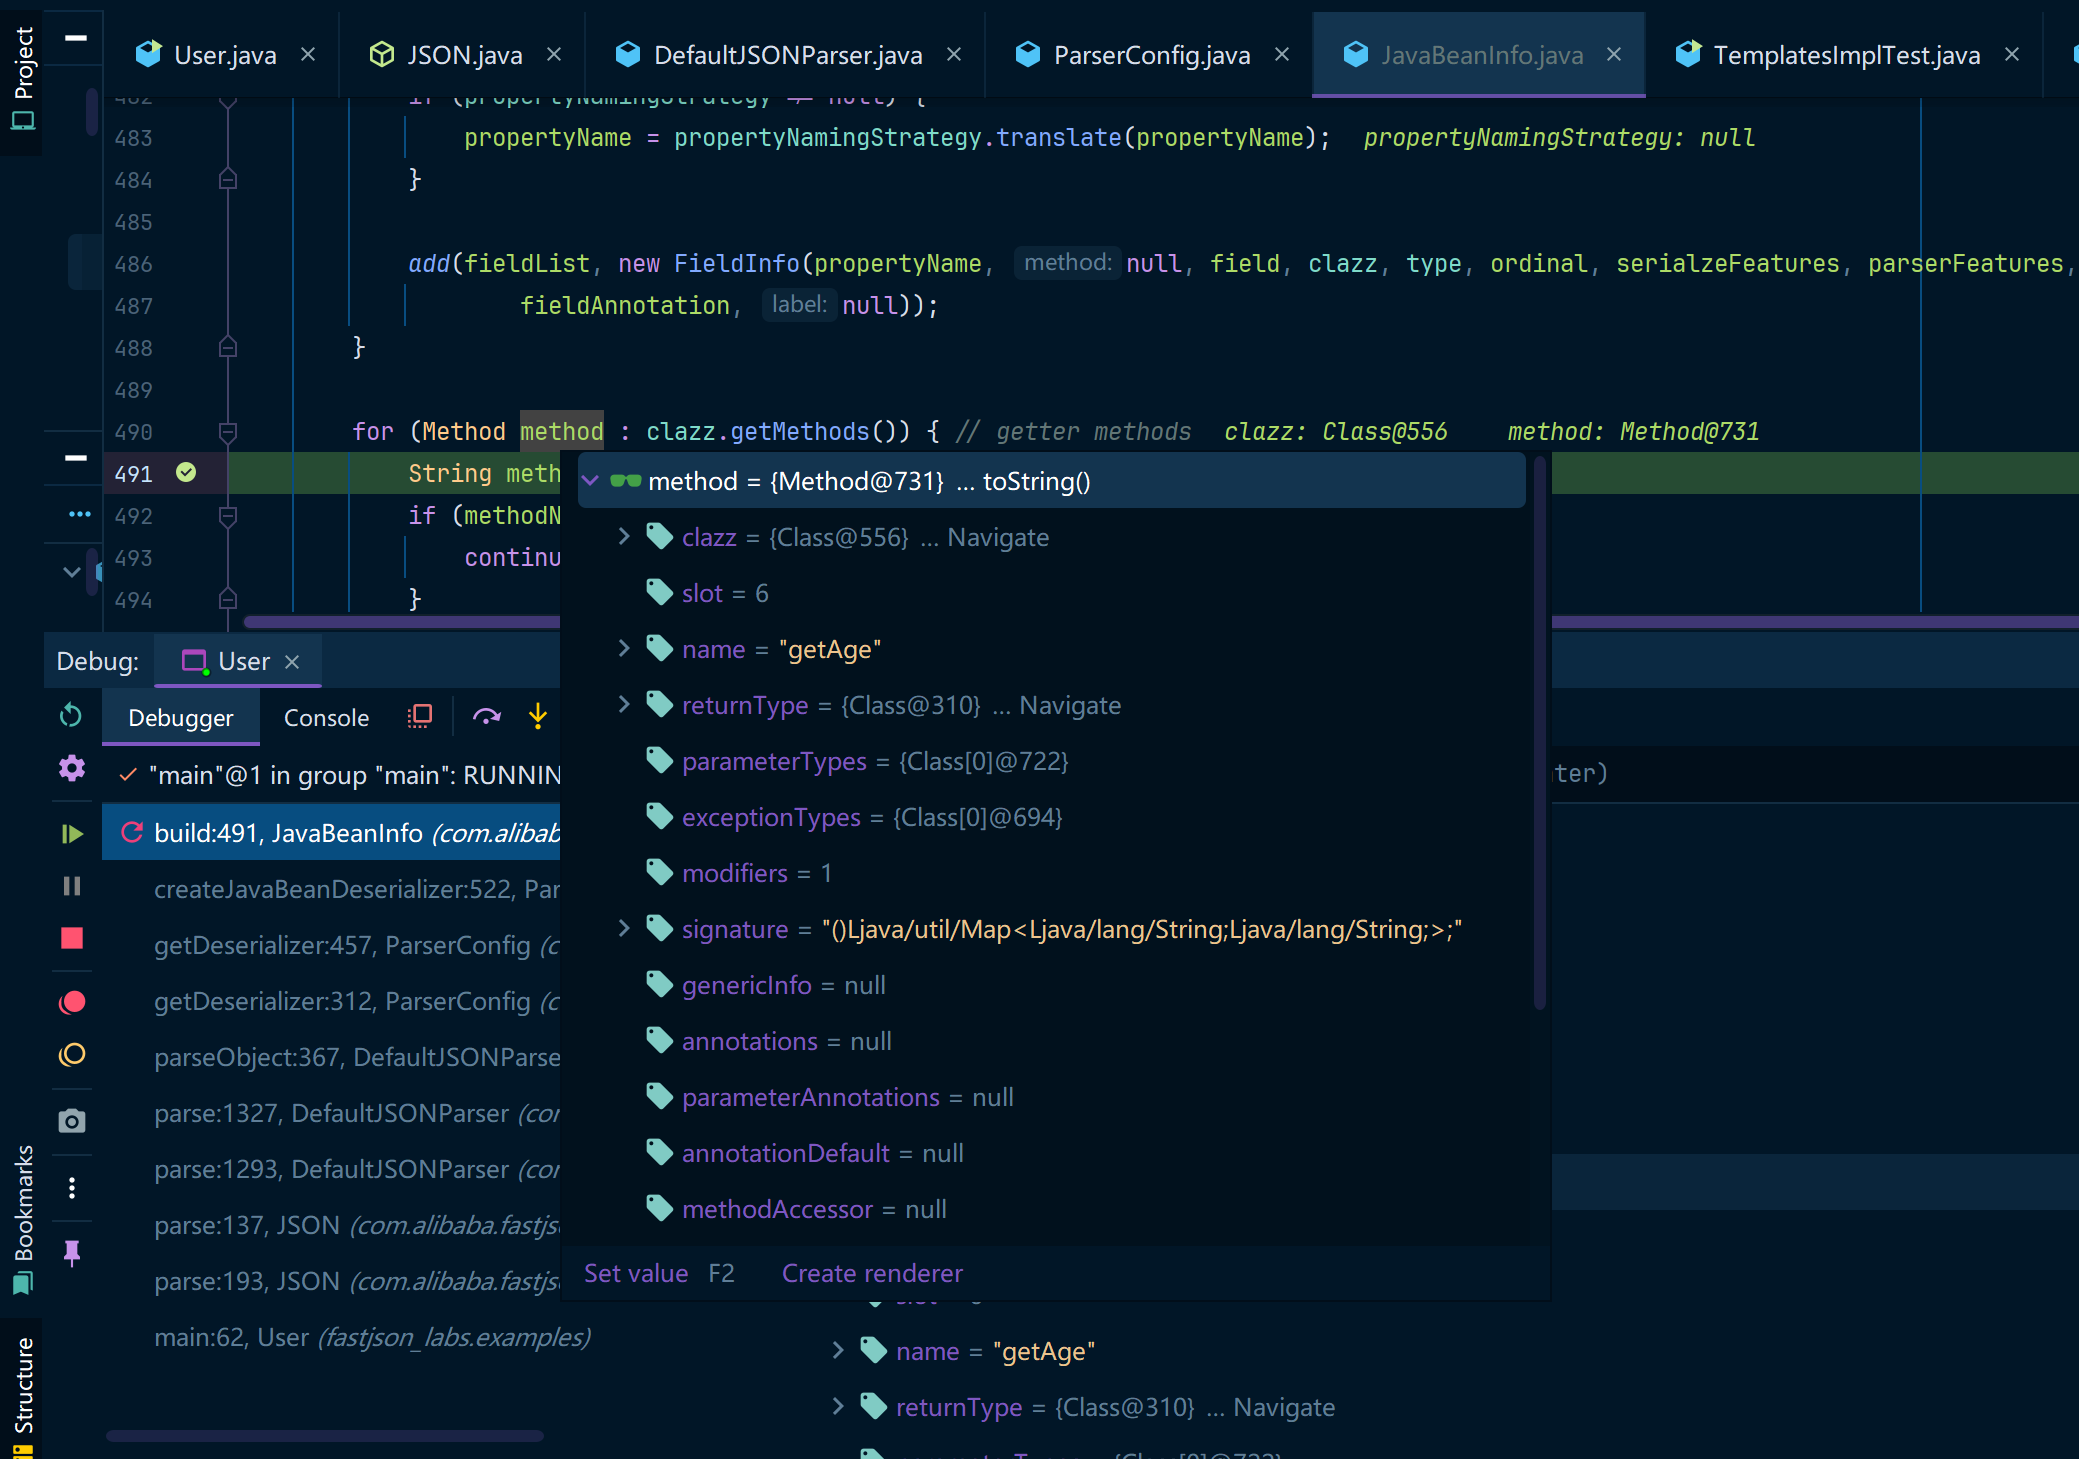 Project
User.java
JSON.java
DefaultJSONParser.java
ParserConfig.java
JavaBeanInfo.java
TemplatesImplTest.java
482 if (propertyNamingStrategy != null) {
483 propertyName = propertyNamingStrategy.translate(propertyName); propertyNamingStrategy: null
484 }
485
486 add(fieldList, new FieldInfo(propertyName, method: null, field, clazz, type, ordinal, serialzeFeatures, parserFeatures,
487 fieldAnnotation, label: null));
488 }
489
490 for (Method method : clazz.getMethods()) { // getter methods clazz: Class@556 method: Method@731
491 String meth
492 if (methodN
493 continu
494 }
method = {Method@731} ... toString()
clazz = {Class@556} ... Navigate
slot = 6
name = "getAge"
returnType = {Class@310} ... Navigate
parameterTypes = {Class[0]@722}
exceptionTypes = {Class[0]@694}
modifiers = 1
signature = "()Ljava/util/Map<Ljava/lang/String;Ljava/lang/String;>;"
genericInfo = null
annotations = null
parameterAnnotations = null
annotationDefault = null
methodAccessor = null
Set value F2 Create renderer
Debug: User
Debugger Console
"main"@1 in group "main": RUNNIN
ter)
build:491, JavaBeanInfo (com.alibab
createJavaBeanDeserializer:522, Par
getDeserializer:457, ParserConfig (c
getDeserializer:312, ParserConfig (c
parseObject:367, DefaultJSONParse
parse:1327, DefaultJSONParser (cor
parse:1293, DefaultJSONParser (cor
parse:137, JSON (com.alibaba.fastjs
parse:193, JSON (com.alibaba.fastjs
main:62, User (fastjson_labs.examples)
name = "getAge"
returnType = {Class@310} ... Navigate
Bookmarks
Structure